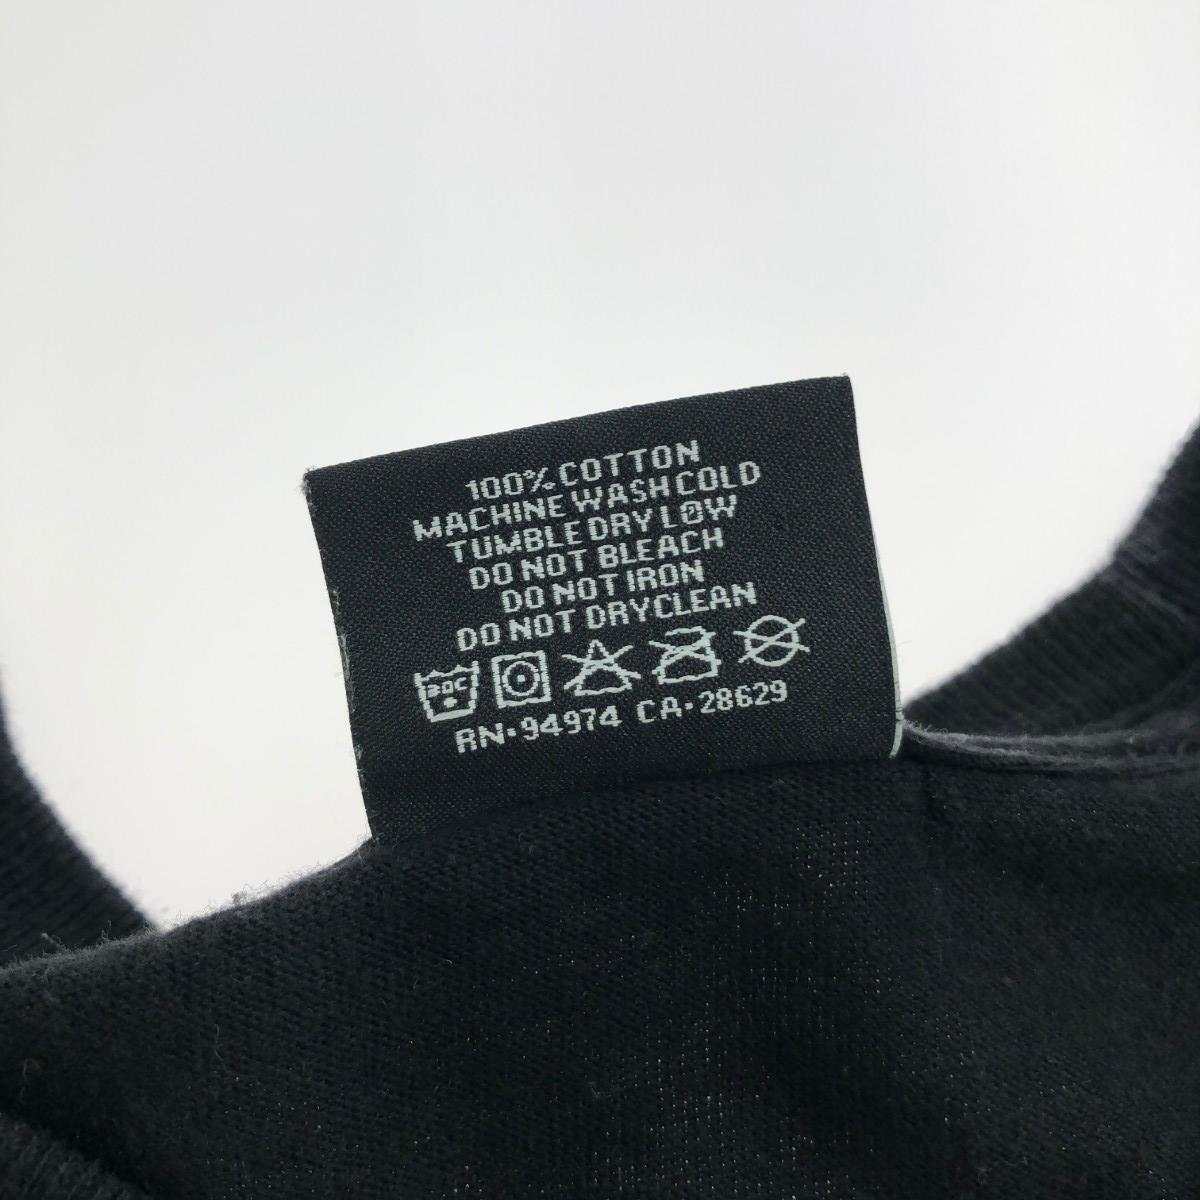 100% COTTON
MACHINE WASH COLD
TUMBLE DRY LOW
DO NOT BLEACH
DO NOT IRON
DO NOT DRYCLEAN
30C
RN·94974 CA·28629